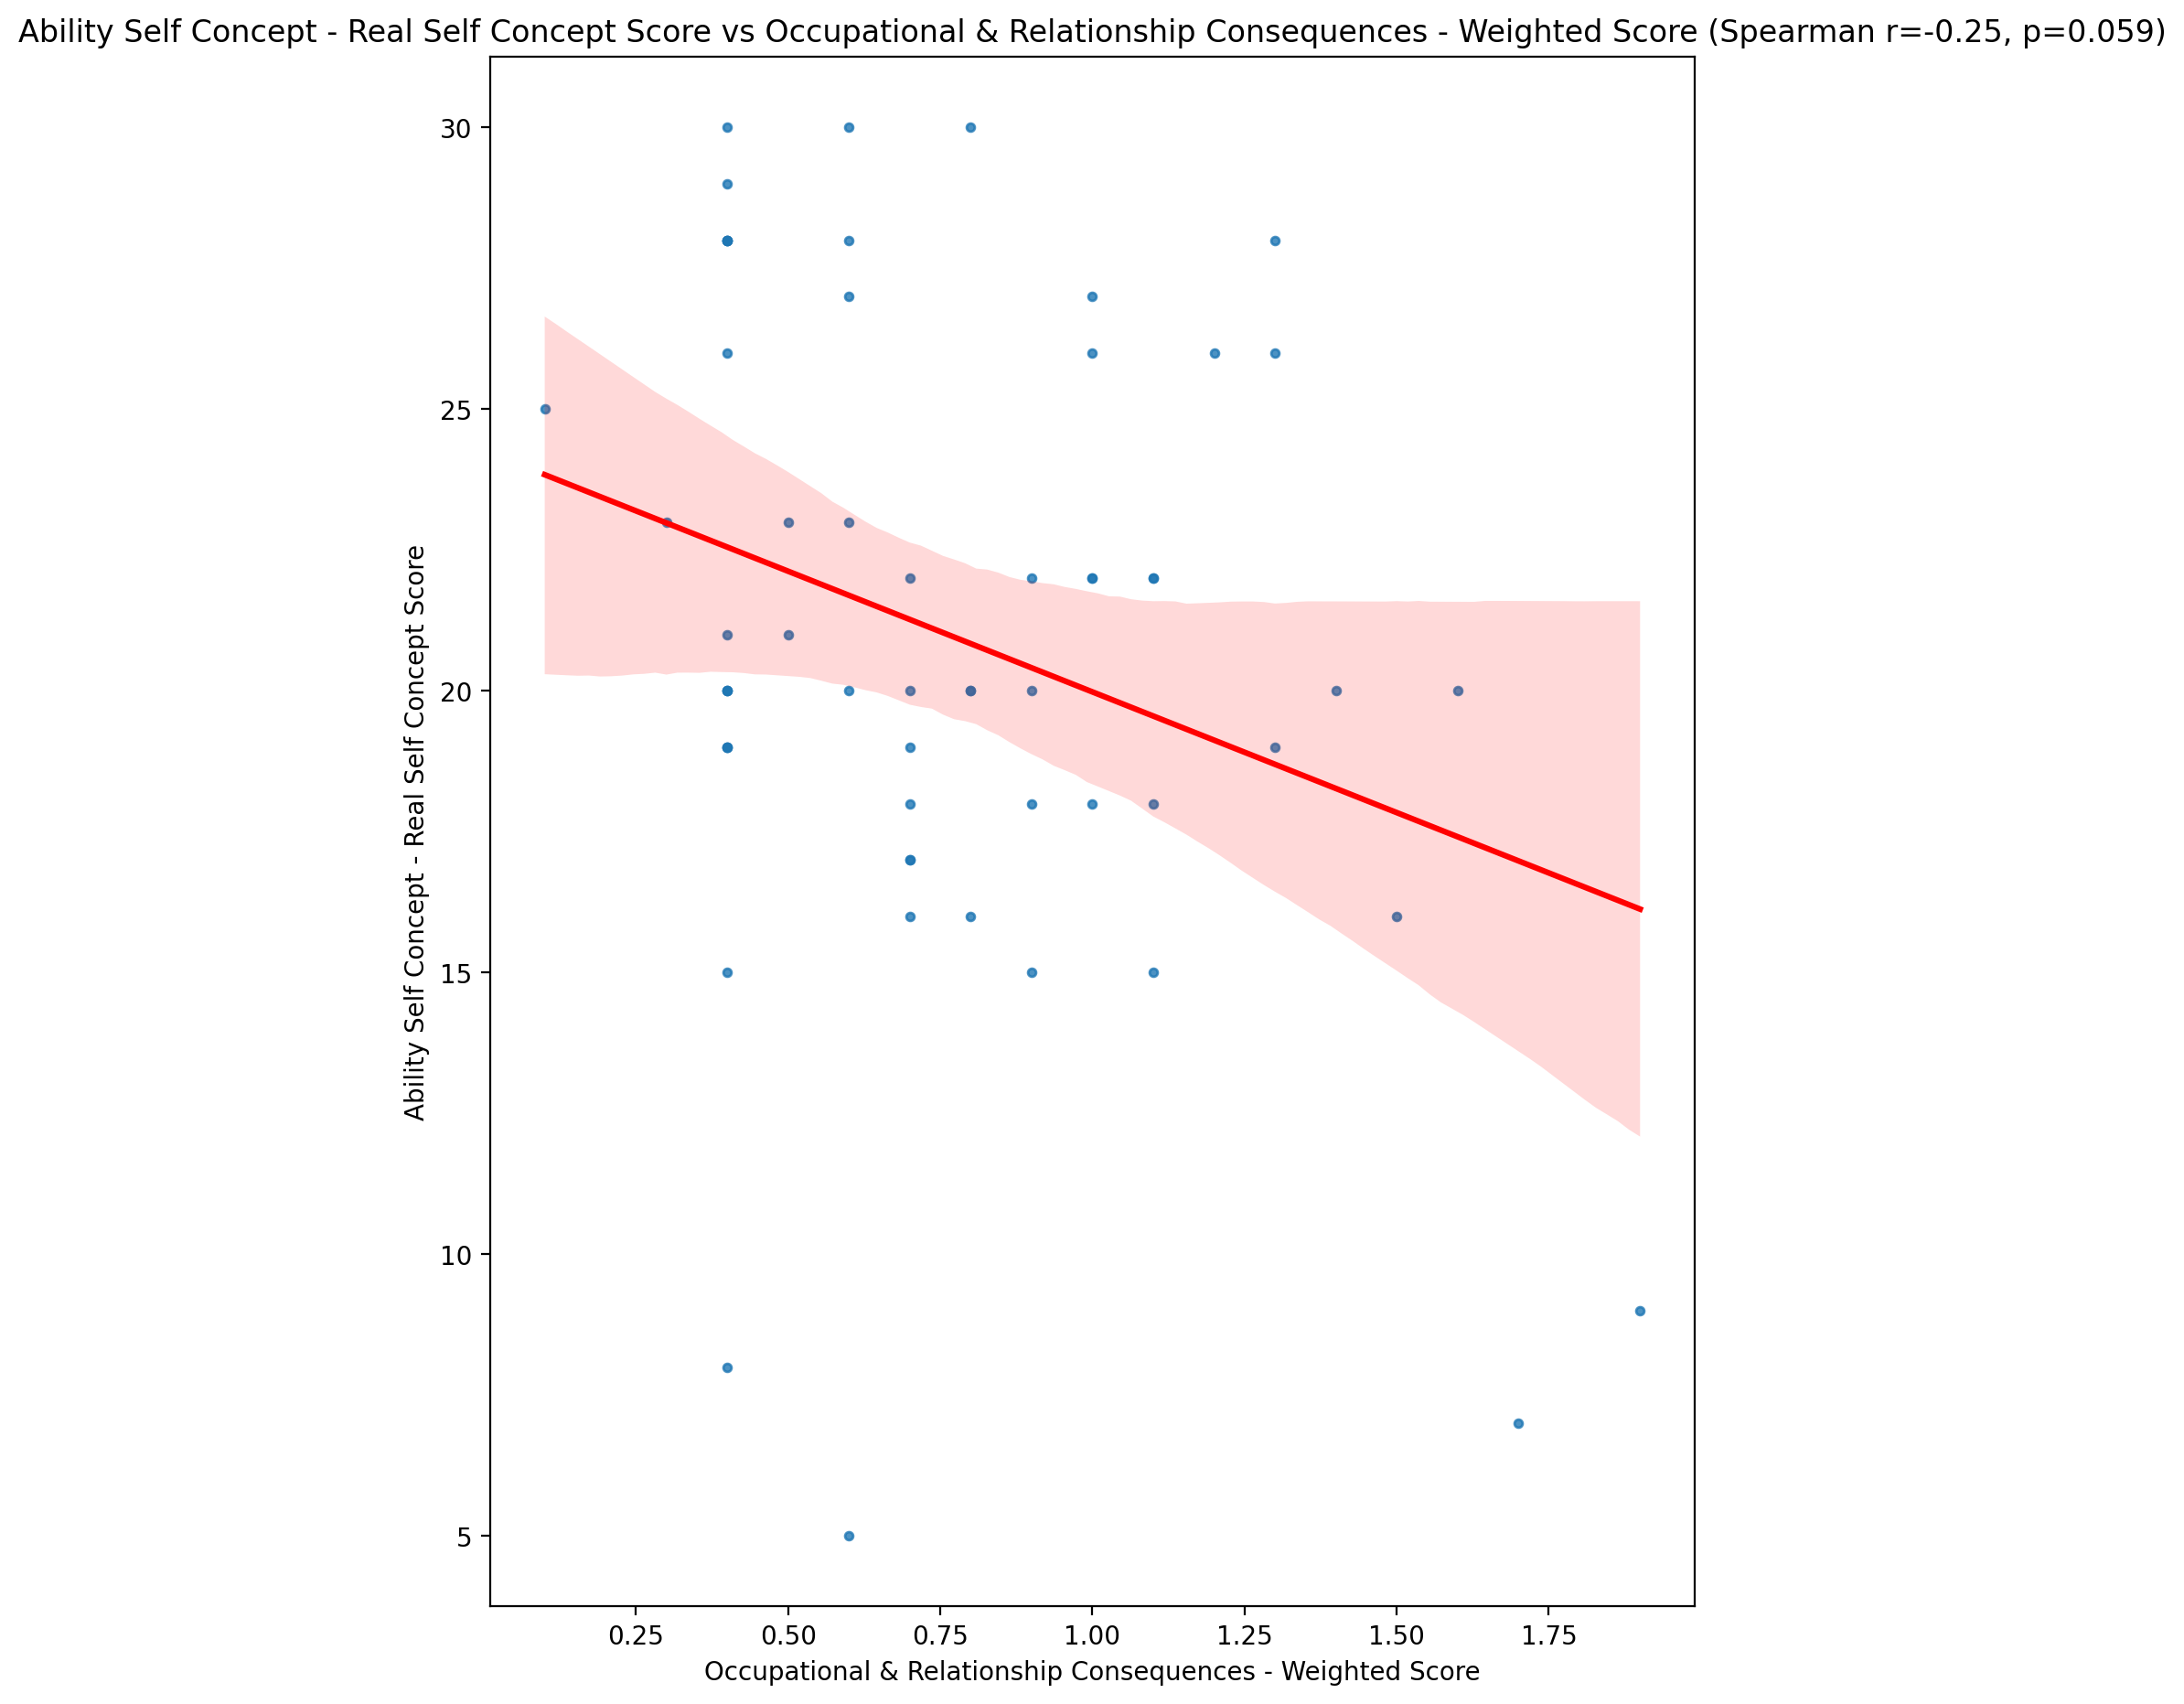 Ability Self Concept - Real Self Concept Score vs Occupational & Relationship Consequences - Weighted Score (Spearman r=-0.25, p=0.059)
Ability Self Concept - Real Self Concept Score
30
25
20
15
10
5
0.25 0.50 0.75 1.00 1.25 1.50 1.75
Occupational & Relationship Consequences - Weighted Score